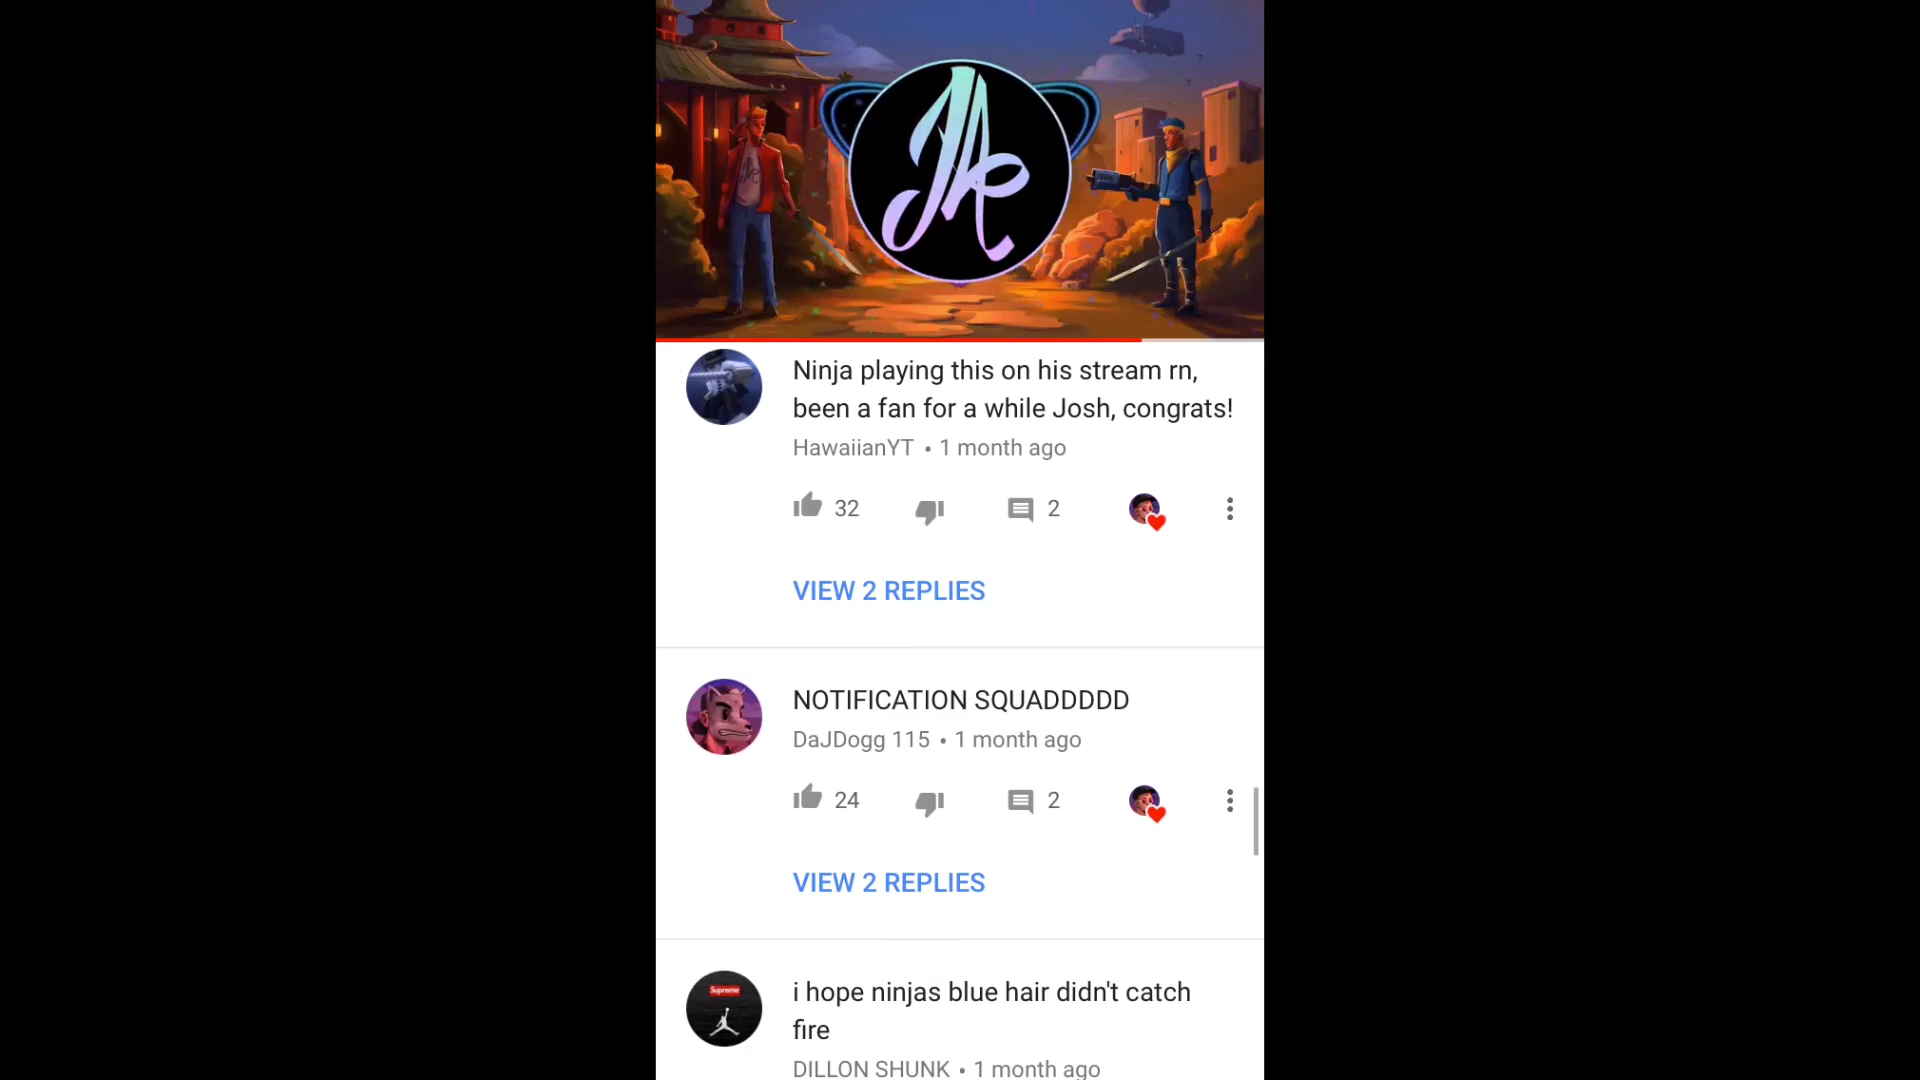 JA
Ninja playing this on his stream rn,
been a fan for a while Josh, congrats!
HawaiianYT • 1 month ago
32
2
VIEW 2 REPLIES
NOTIFICATION SQUADDDDD
DaJDogg 115 • 1 month ago
24
2
VIEW 2 REPLIES
Supreme
i hope ninjas blue hair didn't catch
fire
DILLON SHUNK • 1 month ago